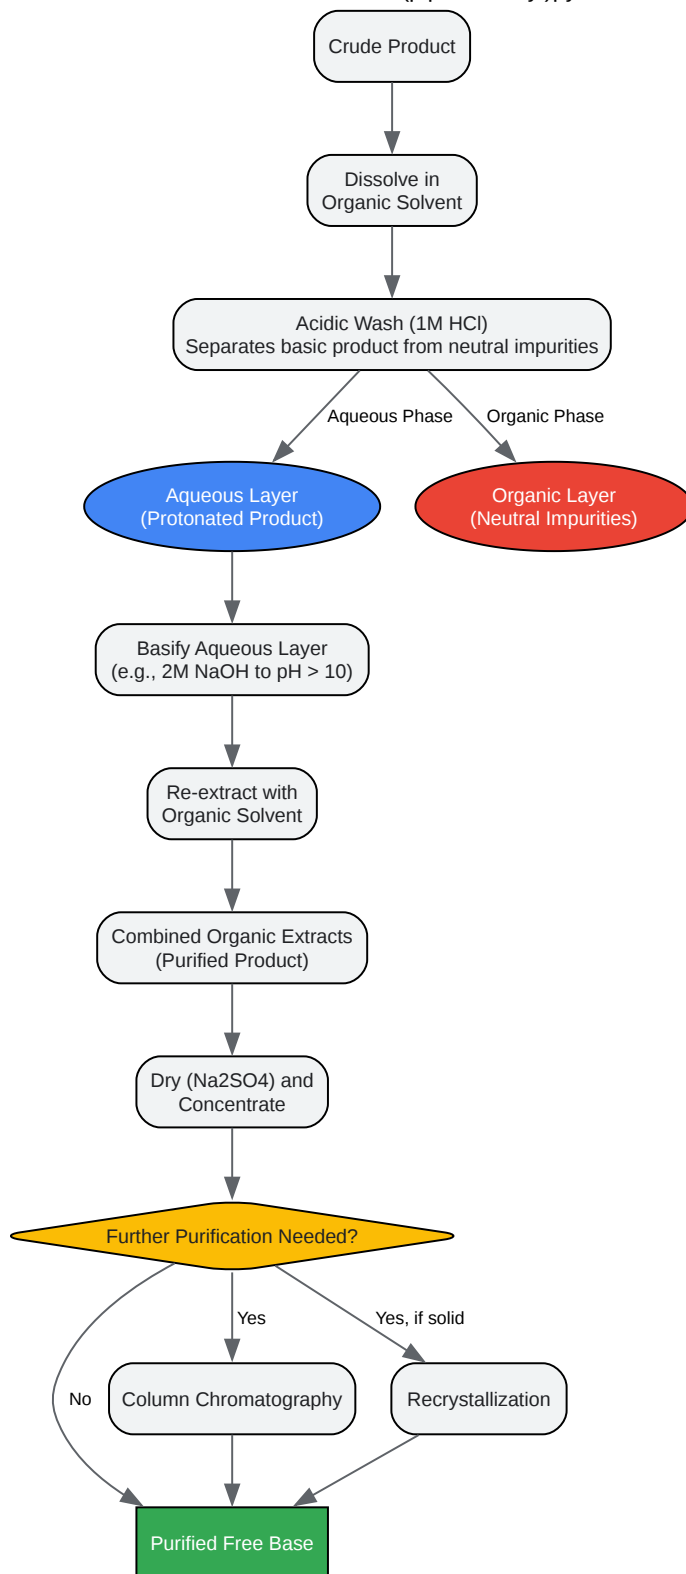 Crude Product
Dissolve in
Organic Solvent
Acidic Wash (1M HCl)
Separates basic product from neutral impurities
Aqueous Phase
Organic Phase
Aqueous Layer
(Protonated Product)
Organic Layer
(Neutral Impurities)
Basify Aqueous Layer
(e.g., 2M NaOH to pH > 10)
Re-extract with
Organic Solvent
Combined Organic Extracts
(Purified Product)
Dry (Na2SO4) and
Concentrate
Further Purification Needed?
Yes
Yes, if solid
No
Column Chromatography
Recrystallization
Purified Free Base